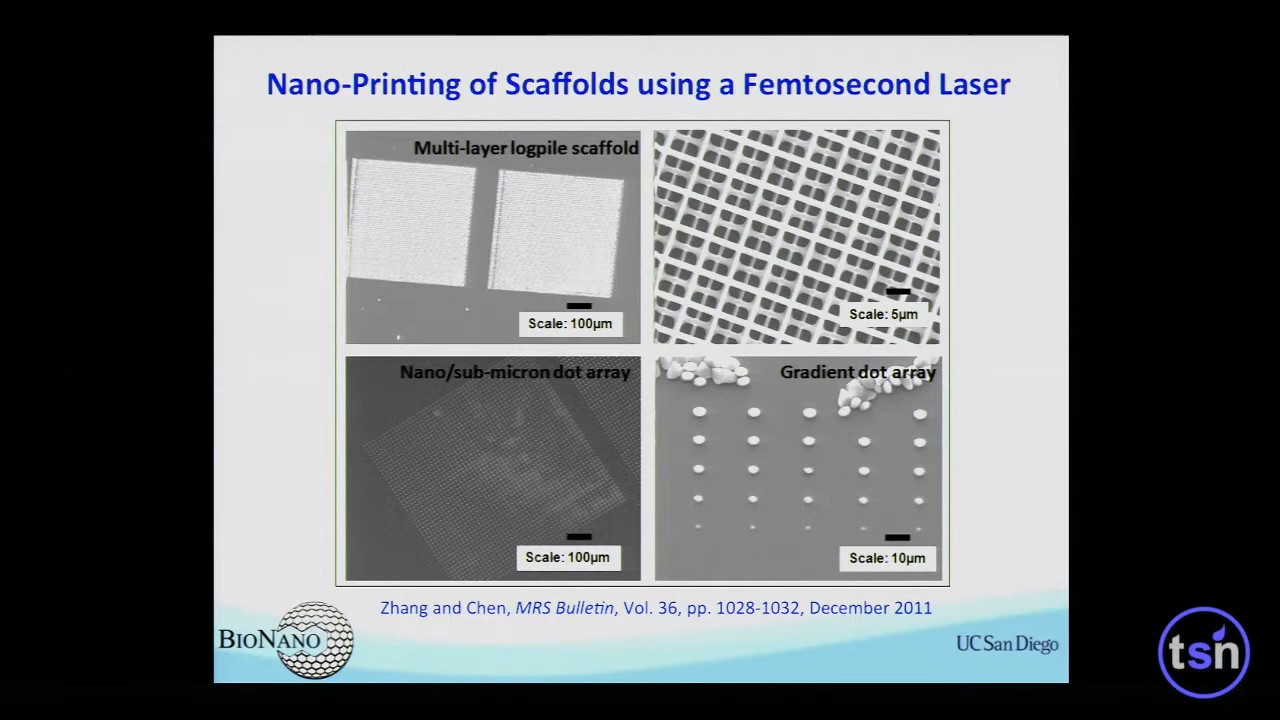 Nano-Printing of Scaffolds using a Femtosecond Laser
Multi-layer logpile scaffold
Scale: 100µm
Scale: 5µm
Nano/sub-micron dot array
Scale: 100µm
Gradient dot array
Scale: 10µm
Zhang and Chen, MRS Bulletin, Vol. 36, pp. 1028-1032, December 2011
BIONANO
UC San Diego
tsn